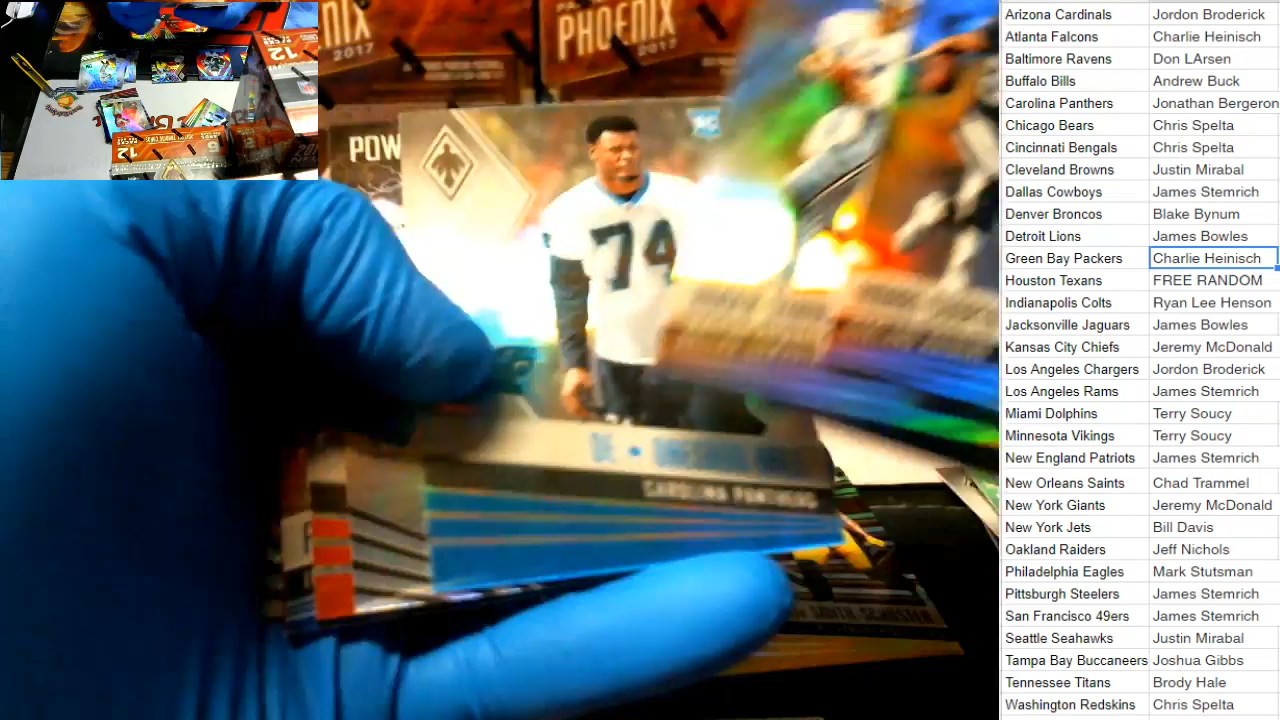 PHOENIX
2017
2017
POW
74
CAROLINA PANTHERS
12
12
Arizona Cardinals Jordon Broderick
Atlanta Falcons Charlie Heinisch
Baltimore Ravens Don LArsen
Buffalo Bills Andrew Buck
Carolina Panthers Jonathan Bergeron
Chicago Bears Chris Spelta
Cincinnati Bengals Chris Spelta
Cleveland Browns Justin Mirabal
Dallas Cowboys James Stemrich
Denver Broncos Blake Bynum
Detroit Lions James Bowles
Green Bay Packers Charlie Heinisch
Houston Texans FREE RANDOM
Indianapolis Colts Ryan Lee Henson
Jacksonville Jaguars James Bowles
Kansas City Chiefs Jeremy McDonald
Los Angeles Chargers Jordon Broderick
Los Angeles Rams James Stemrich
Miami Dolphins Terry Soucy
Minnesota Vikings Terry Soucy
New England Patriots James Stemrich
New Orleans Saints Chad Trammel
New York Giants Jeremy McDonald
New York Jets Bill Davis
Oakland Raiders Jeff Nichols
Philadelphia Eagles Mark Stutsman
Pittsburgh Steelers James Stemrich
San Francisco 49ers James Stemrich
Seattle Seahawks Justin Mirabal
Tampa Bay Buccaneers Joshua Gibbs
Tennessee Titans Brody Hale
Washington Redskins Chris Spelta